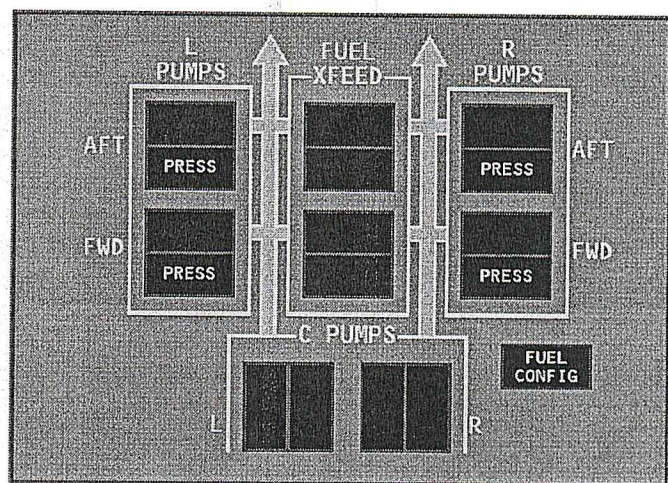 L PUMPS
FUEL XFEED
R PUMPS
AFT
PRESS
PRESS
AFT
FWD
PRESS
PRESS
FWD
C PUMPS
FUEL CONFIG
L
R